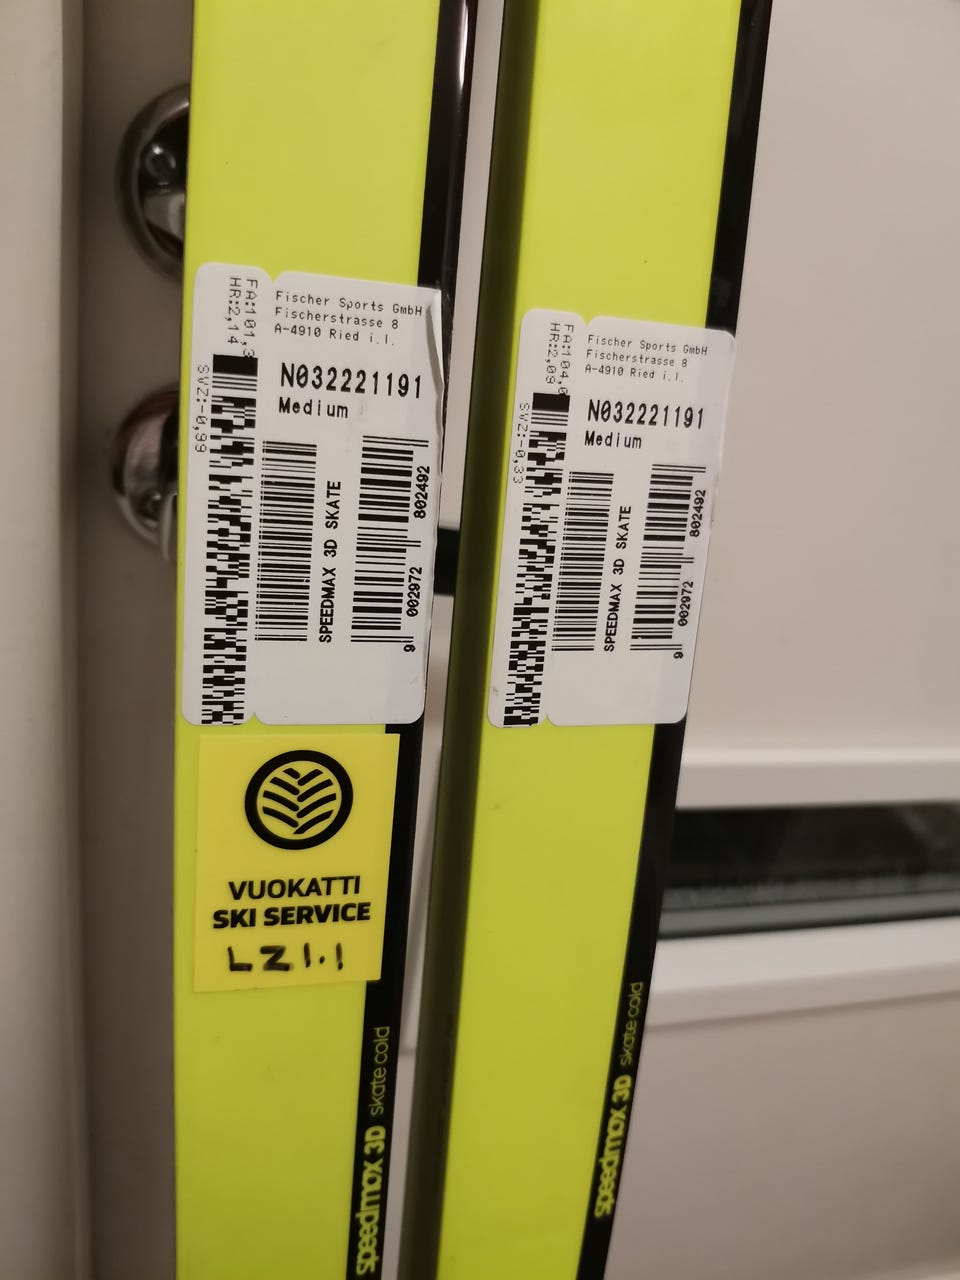 FA:101,3
HR:2,14
SWZ:-0,99
Fischer Sports GmbH
Fischerstrasse 8
A-4910 Ried i.I.
N032221191
Medium
SPEEDMAX 3D SKATE
9 002972 802492
VUOKATTI
SKI SERVICE
LZ1.1
speedmax 3D skate cold
FA:104,0
HR:2,09
SWZ:-0,33
Fischer Sports GmbH
Fischerstrasse 8
A-4910 Ried i.I.
N032221191
Medium
SPEEDMAX 3D SKATE
9 002972 802492
speedmax 3D skate cold